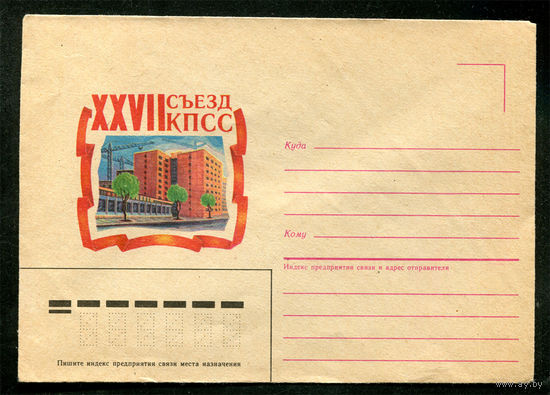 XXVII СЪЕЗД
КПСС
Куда
Кому
Индекс предприятия связи и адрес отправителя
Пишите индекс предприятия связи места назначения
www.ay.by